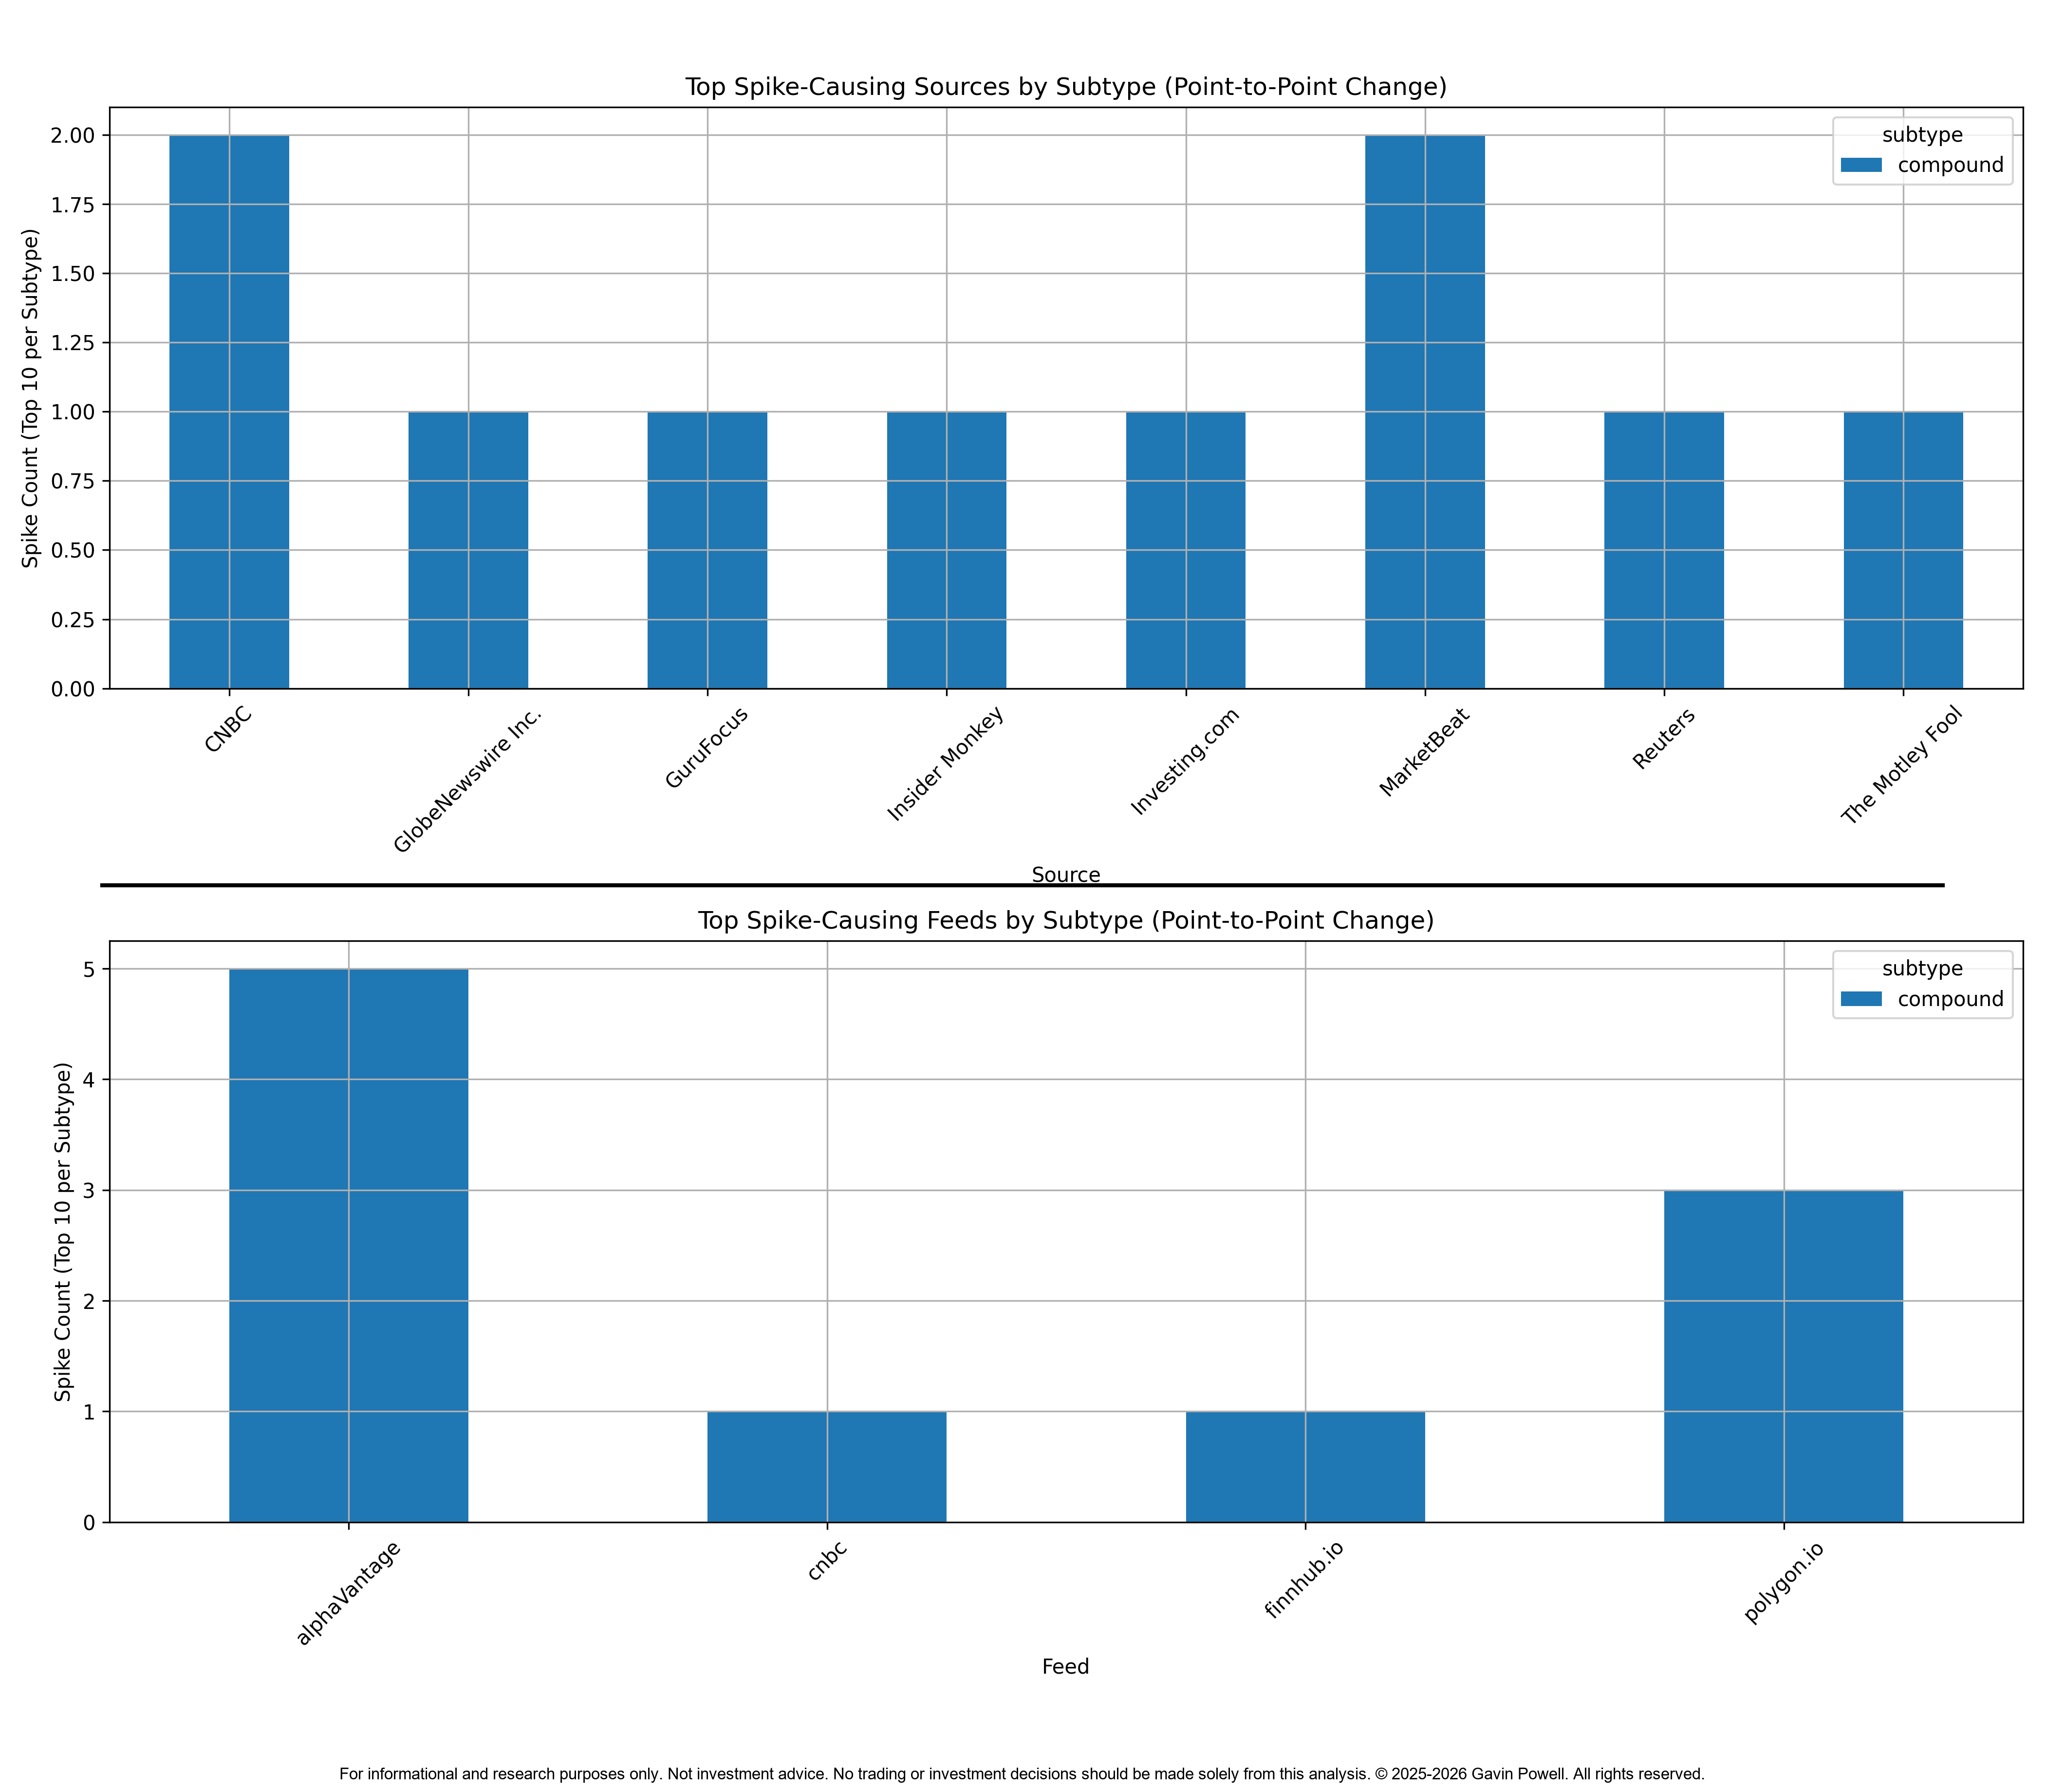 Top Spike-Causing Sources by Subtype (Point-to-Point Change)
Spike Count (Top 10 per Subtype)
2.00
1.75
1.50
1.25
1.00
0.75
0.50
0.25
0.00
subtype
compound
CNBC
GlobeNewswire Inc.
GuruFocus
Insider Monkey
Investing.com
MarketBeat
Reuters
The Motley Fool
Source
Top Spike-Causing Feeds by Subtype (Point-to-Point Change)
Spike Count (Top 10 per Subtype)
5
4
3
2
1
0
subtype
compound
alphaVantage
cnbc
finnhub.io
polygon.io
Feed
For informational and research purposes only. Not investment advice. No trading or investment decisions should be made solely from this analysis. © 2025-2026 Gavin Powell. All rights reserved.